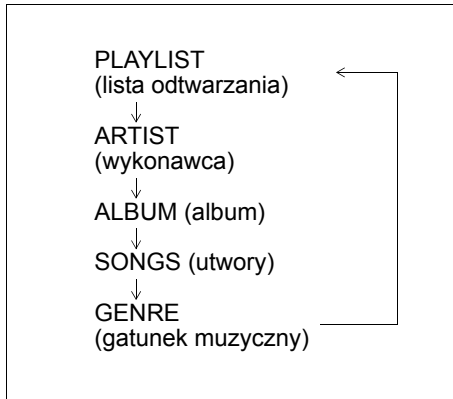 PLAYLIST
(lista odtwarzania)
ARTIST
(wykonawca)
ALBUM (album)
SONGS (utwory)
GENRE
(gatunek muzyczny)